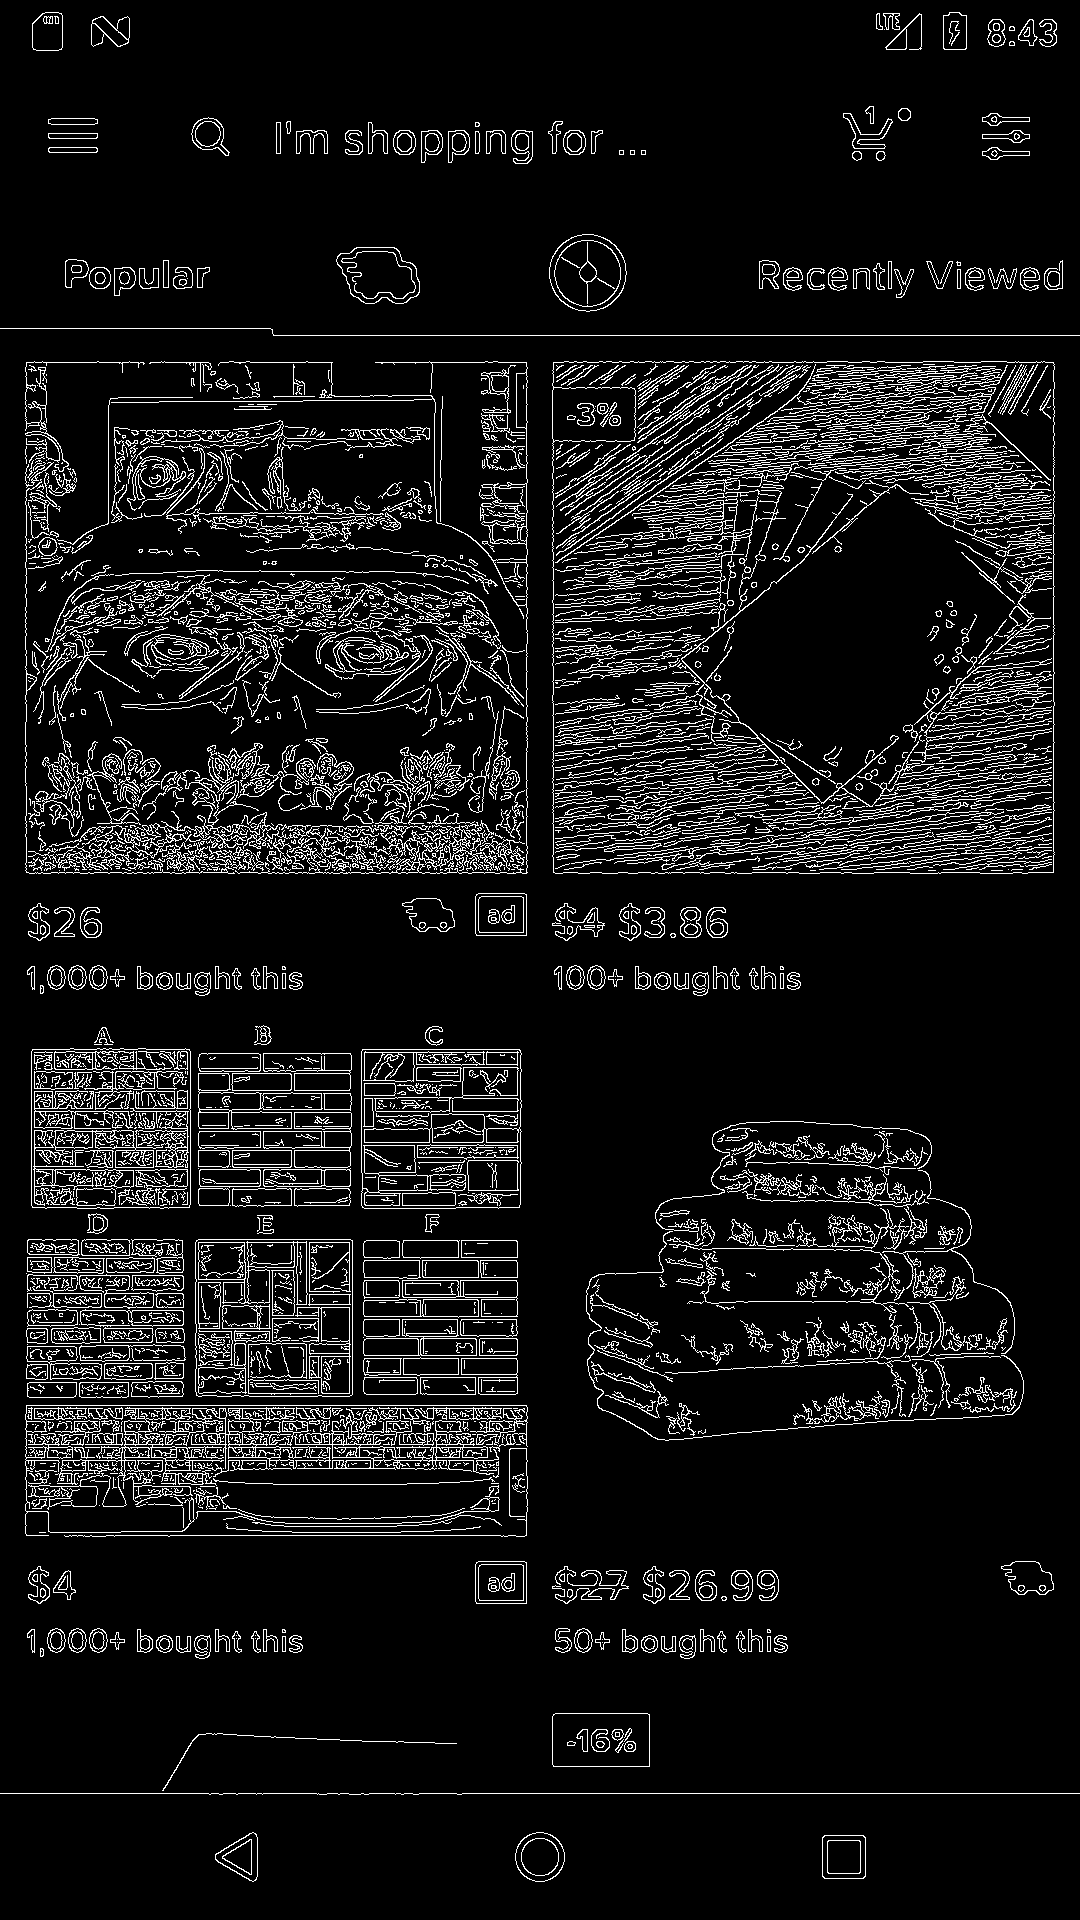 LTE 8:43
I'm shopping for ... 1
Popular Recently Viewed
-3%
$26 ad $4 $3.86
1,000+ bought this 100+ bought this
A B C
D E F
$4 ad $27 $26.99
1,000+ bought this 50+ bought this
-16%